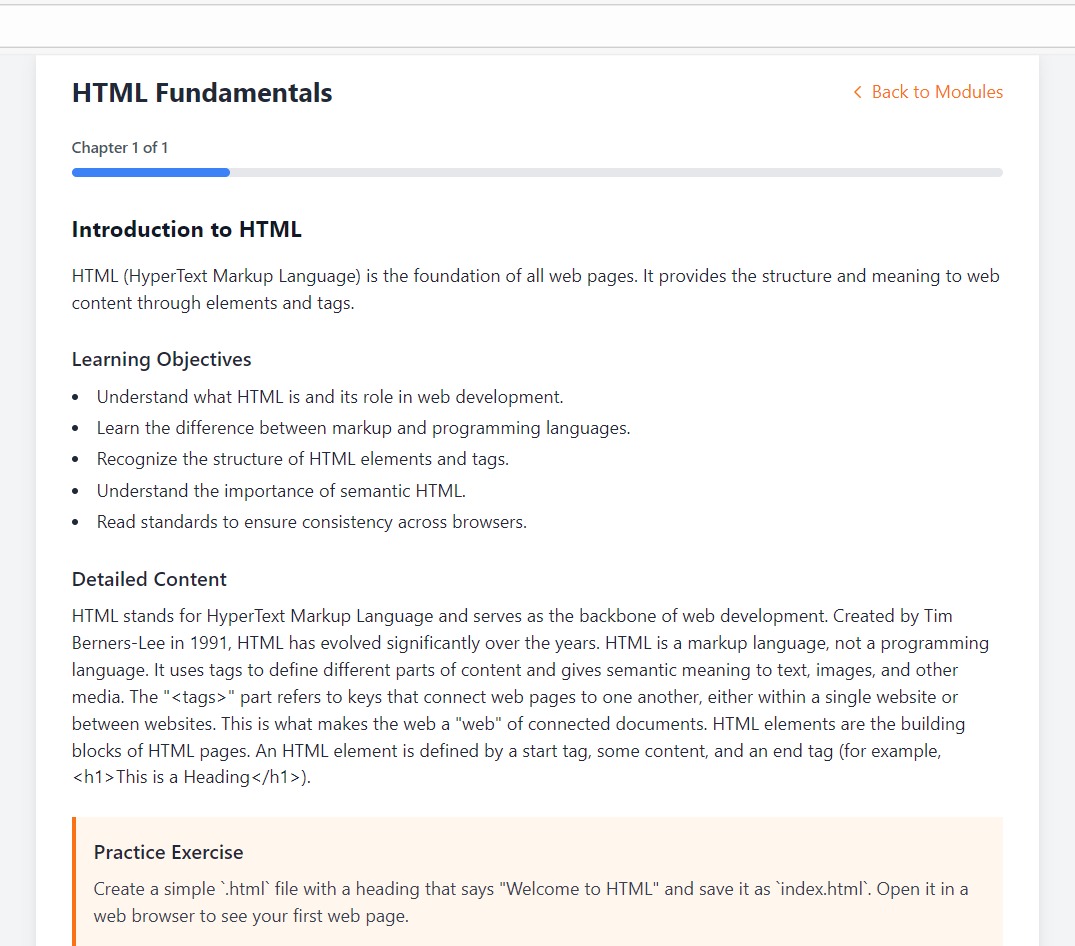 HTML Fundamentals
Back to Modules
Chapter 1 of 1
Introduction to HTML
HTML (HyperText Markup Language) is the foundation of all web pages. It provides the structure and meaning to web
content through elements and tags.
Learning Objectives
Understand what HTML is and its role in web development.
Learn the difference between markup and programming languages.
Recognize the structure of HTML elements and tags.
Understand the importance of semantic HTML.
Read standards to ensure consistency across browsers.
Detailed Content
HTML stands for HyperText Markup Language and serves as the backbone of web development. Created by Tim
Berners-Lee in 1991, HTML has evolved significantly over the years. HTML is a markup language, not a programming
language. It uses tags to define different parts of content and gives semantic meaning to text, images, and other
media. The "<tags>" part refers to keys that connect web pages to one another, either within a single website or
between websites. This is what makes the web a "web" of connected documents. HTML elements are the building
blocks of HTML pages. An HTML element is defined by a start tag, some content, and an end tag (for example,
<h1>This is a Heading</h1>).
Practice Exercise
Create a simple `.html` file with a heading that says "Welcome to HTML" and save it as `index.html`. Open it in a
web browser to see your first web page.